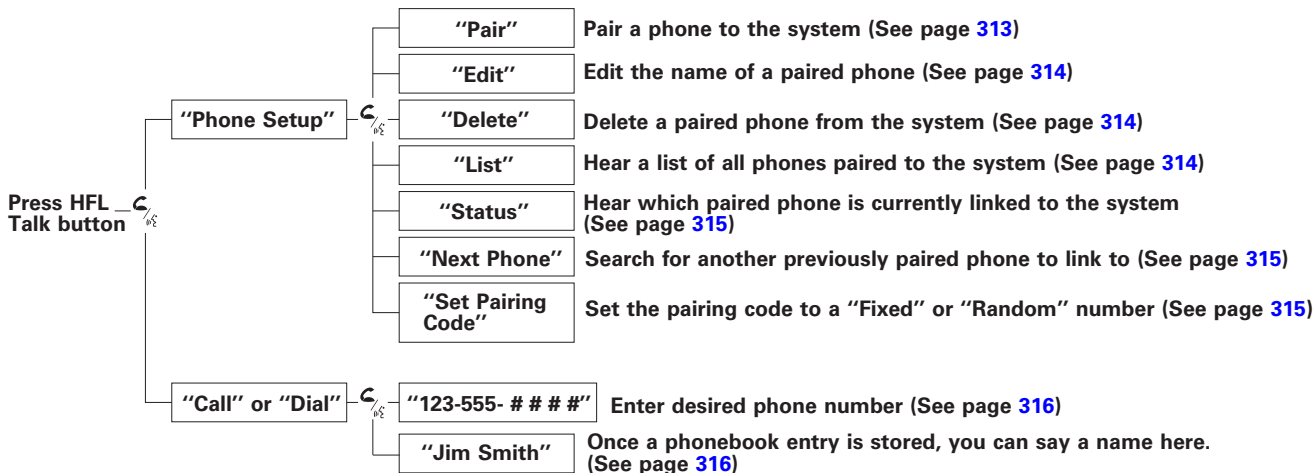 "Pair" Pair a phone to the system (See page 313)
"Edit" Edit the name of a paired phone (See page 314)
"Phone Setup" "Delete" Delete a paired phone from the system (See page 314)
"List" Hear a list of all phones paired to the system (See page 314)
Press HFL
Talk button
"Status" Hear which paired phone is currently linked to the system
(See page 315)
"Next Phone" Search for another previously paired phone to link to (See page 315)
"Set Pairing
Code" Set the pairing code to a "Fixed" or "Random" number (See page 315)
"Call" or "Dial" "123-555- # # # #" Enter desired phone number (See page 316)
"Jim Smith" Once a phonebook entry is stored, you can say a name here.
(See page 316)